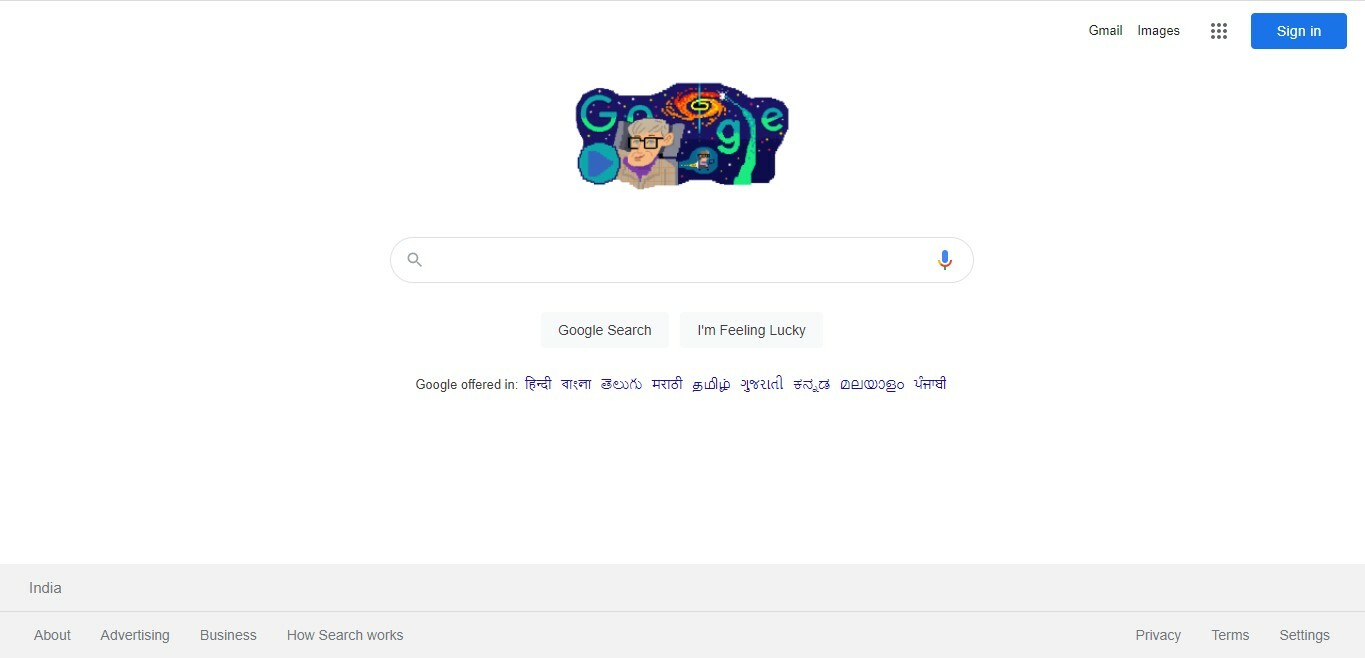 Gmail Images Sign in
Google
Google Search I'm Feeling Lucky
Google offered in: हिन्दी বাংলা తెలుగు मराठी தமிழ் ગુજરાતી ಕನ್ನಡ മലയാളം ਪੰਜਾਬੀ
India
About Advertising Business How Search works Privacy Terms Settings